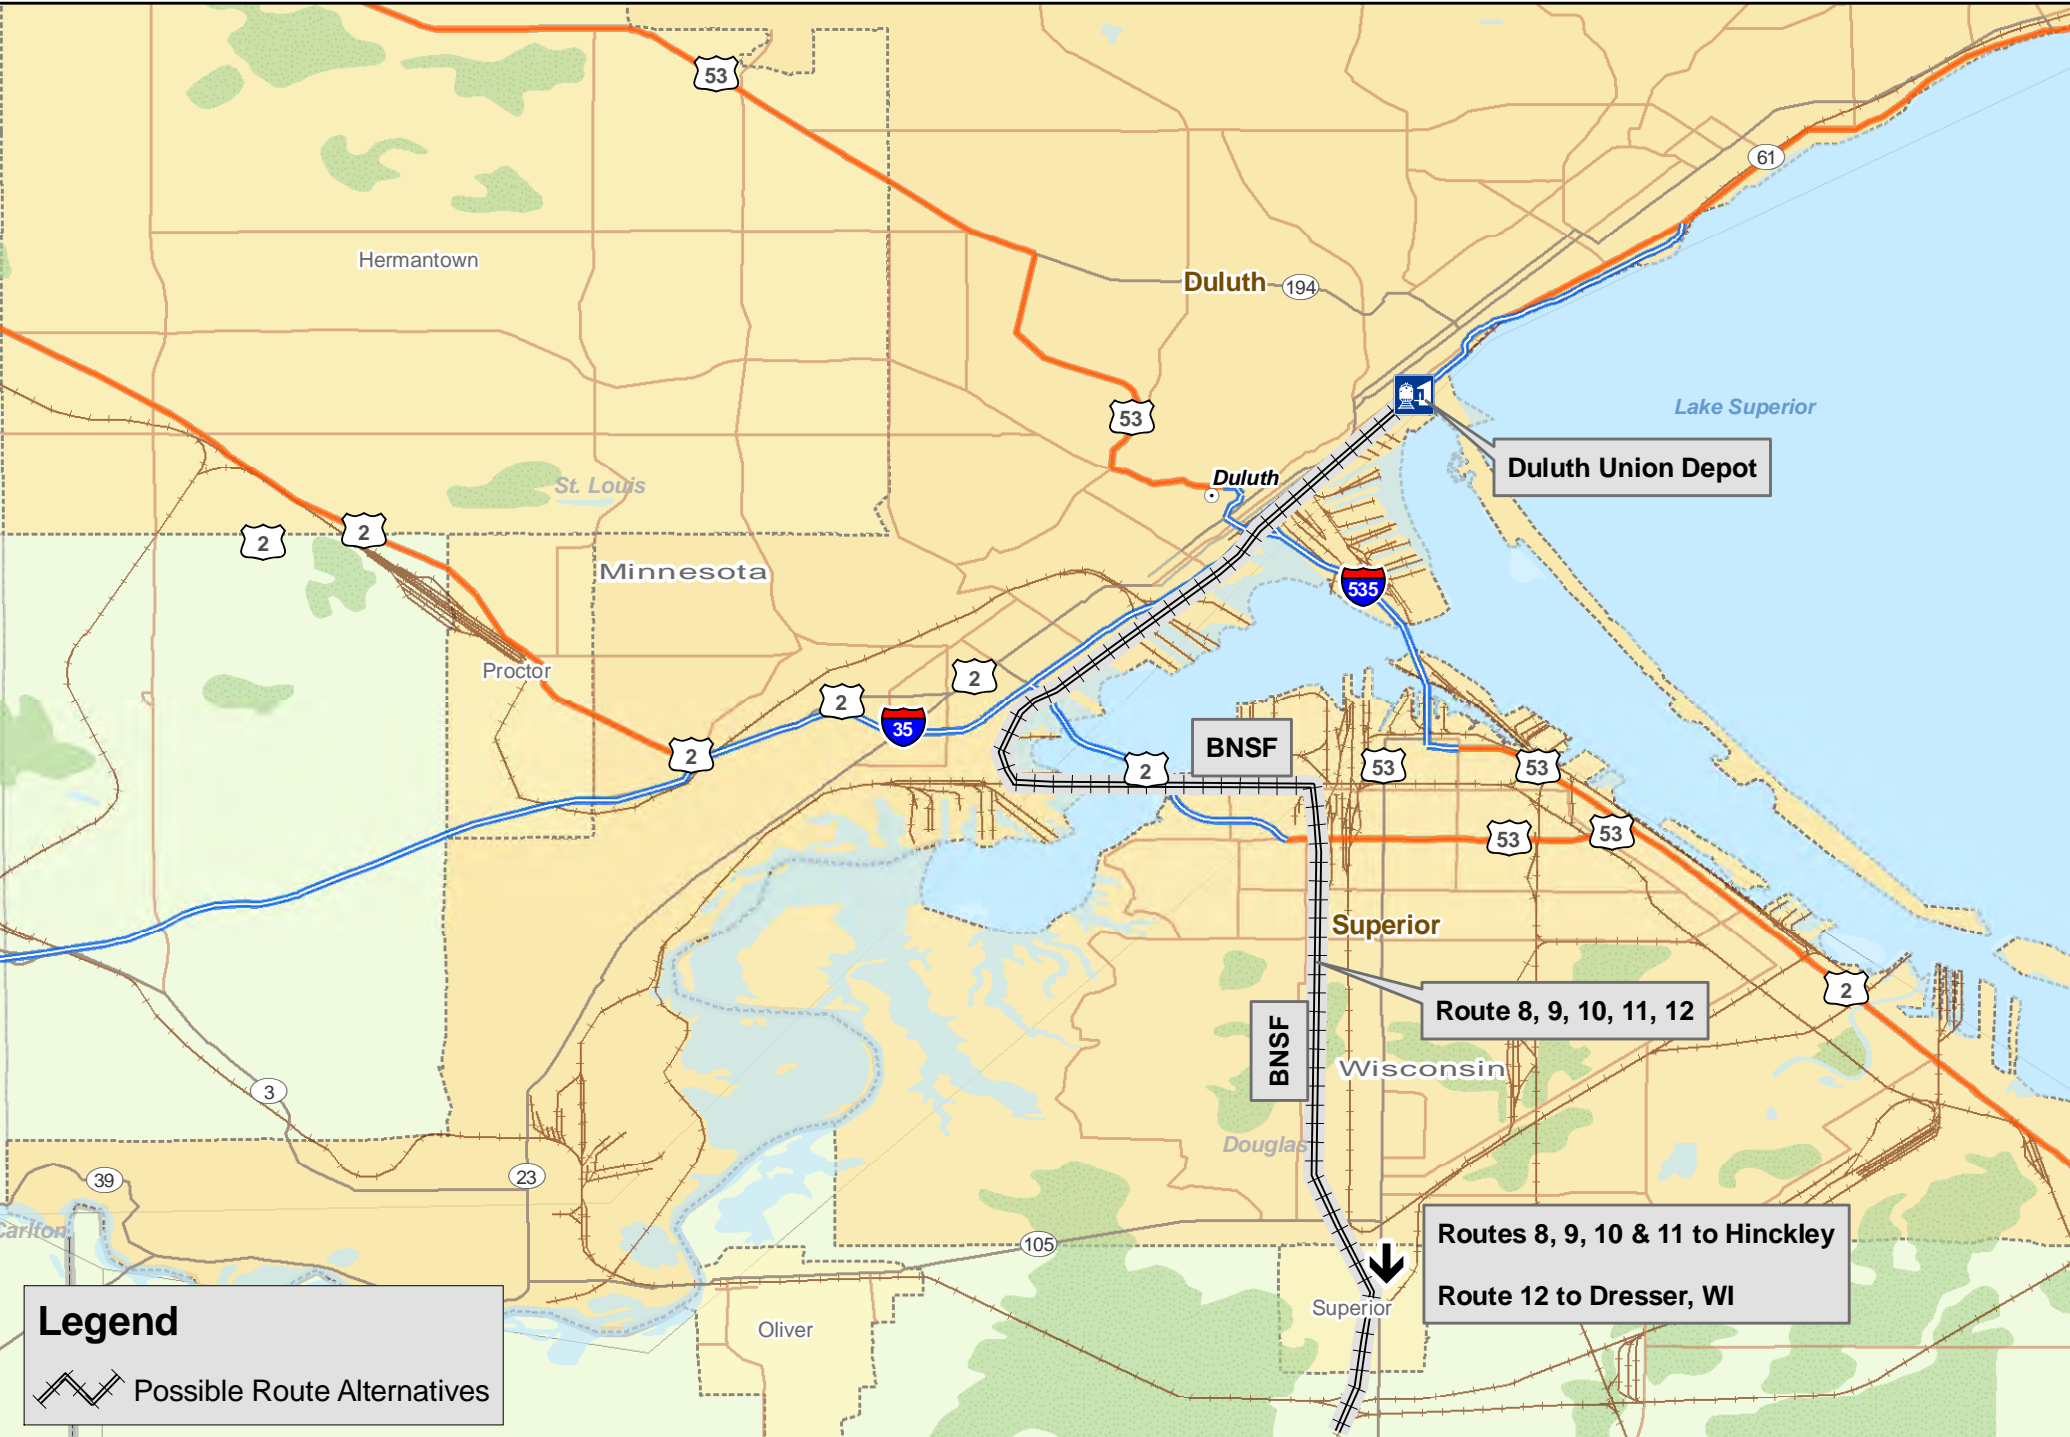 53
61
Hermantown
Duluth
194
Lake Superior
53
Duluth Union Depot
Duluth
St. Louis
2
2
Minnesota
535
Proctor
2
2
35
2
BNSF
2
53
53
53
53
Superior
2
Route 8, 9, 10, 11, 12
BNSF
Wisconsin
3
Douglas
23
39
Carlton
105
Routes 8, 9, 10 & 11 to Hinckley
Route 12 to Dresser, WI
Superior
Oliver
Legend
Possible Route Alternatives